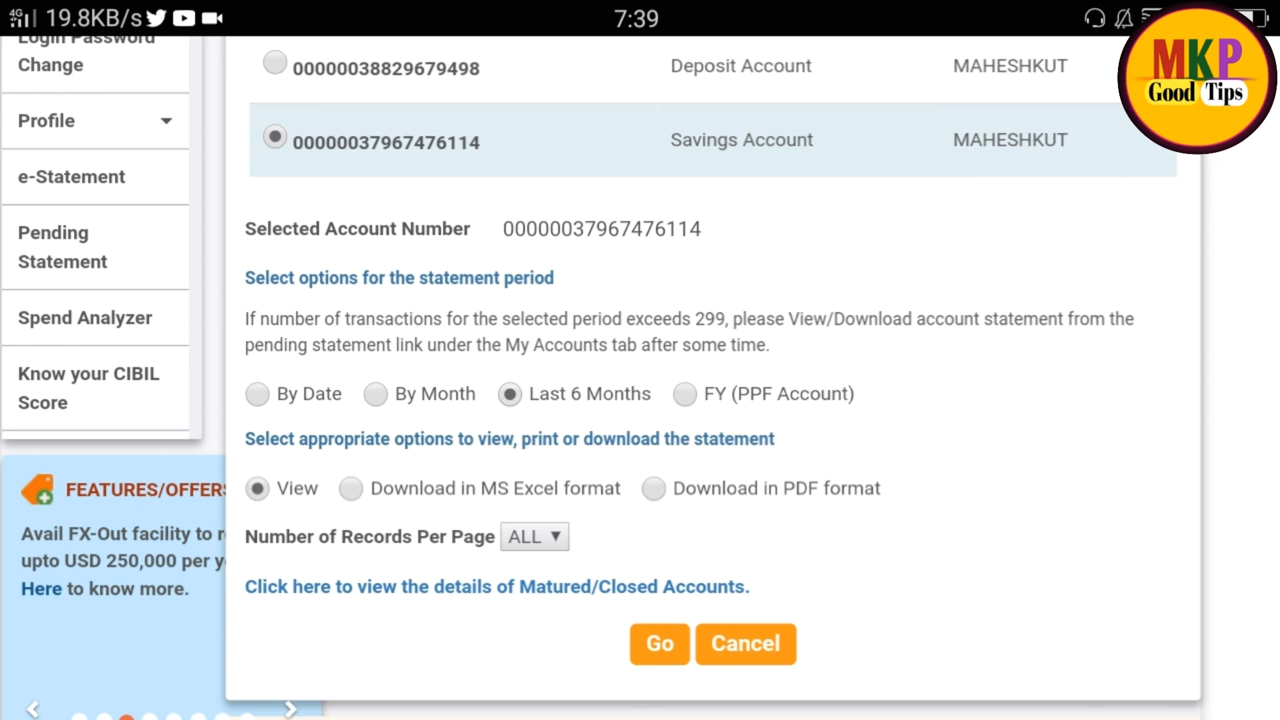 4G 19.8KB/s 7:39
Login Password
Change
Profile
e-Statement
Pending
Statement
Spend Analyzer
Know your CIBIL
Score
FEATURES/OFFERS
Avail FX-Out facility to
upto USD 250,000 per
Here to know more.
00000038829679498 Deposit Account MAHESHKUT
00000037967476114 Savings Account MAHESHKUT
Selected Account Number 00000037967476114
Select options for the statement period
If number of transactions for the selected period exceeds 299, please View/Download account statement from the
pending statement link under the My Accounts tab after some time.
By Date By Month Last 6 Months FY (PPF Account)
Select appropriate options to view, print or download the statement
View Download in MS Excel format Download in PDF format
Number of Records Per Page ALL
Click here to view the details of Matured/Closed Accounts.
Go Cancel
MKP
Good Tips